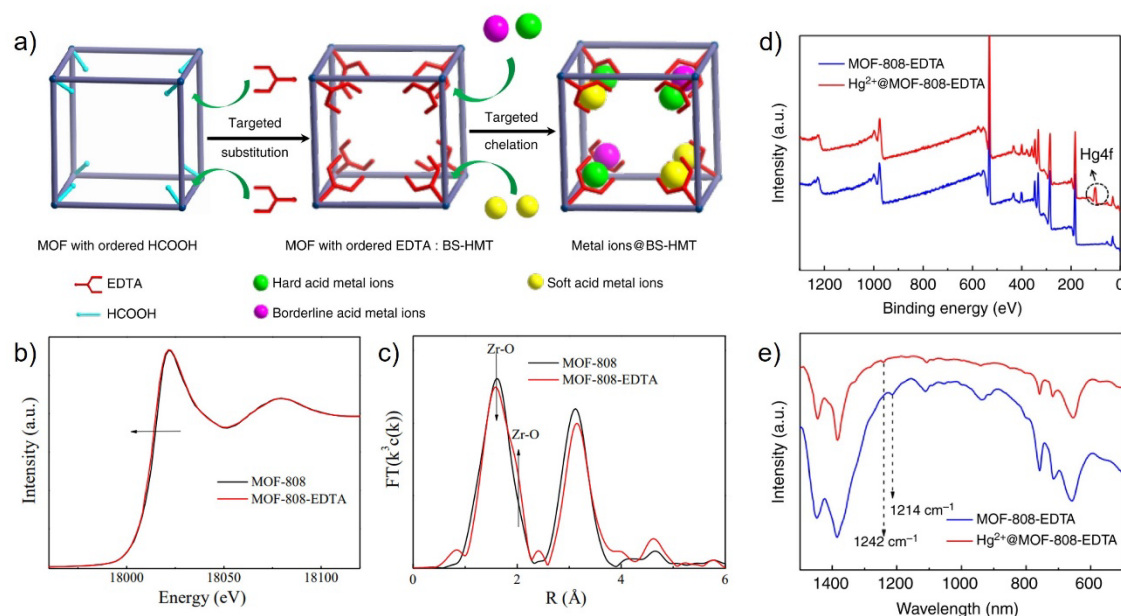 a)
Targeted
substitution
Targeted
chelation
MOF with ordered HCOOH
MOF with ordered EDTA : BS-HMT
Metal ions@BS-HMT
EDTA
HCOOH
Hard acid metal ions
Borderline acid metal ions
Soft acid metal ions
b)
Intensity (a.u.)
MOF-808
MOF-808-EDTA
18000
18050
18100
Energy (eV)
c)
FT(k³c(k)
Zr-O
Zr-O
MOF-808
MOF-808-EDTA
0
2
4
6
R (Å)
d)
MOF-808-EDTA
Hg²⁺@MOF-808-EDTA
Hg4f
Intensity (a.u.)
1200
1000
800
600
400
200
0
Binding energy (eV)
e)
Intensity (a.u.)
1214 cm⁻¹
1242 cm⁻¹
MOF-808-EDTA
Hg²⁺@MOF-808-EDTA
1400
1200
1000
800
600
Wavelength (nm)